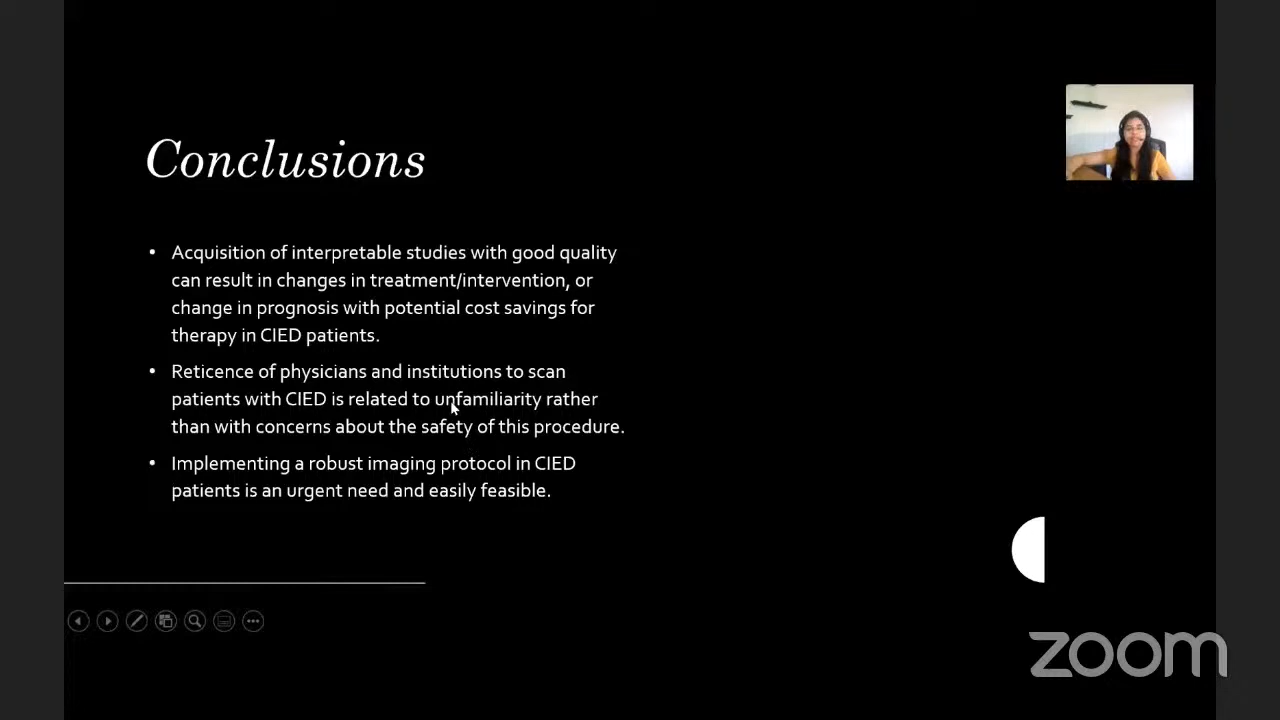 Conclusions
• Acquisition of interpretable studies with good quality
can result in changes in treatment/intervention, or
change in prognosis with potential cost savings for
therapy in CIED patients.
• Reticence of physicians and institutions to scan
patients with CIED is related to unfamiliarity rather
than with concerns about the safety of this procedure.
• Implementing a robust imaging protocol in CIED
patients is an urgent need and easily feasible.
zoom